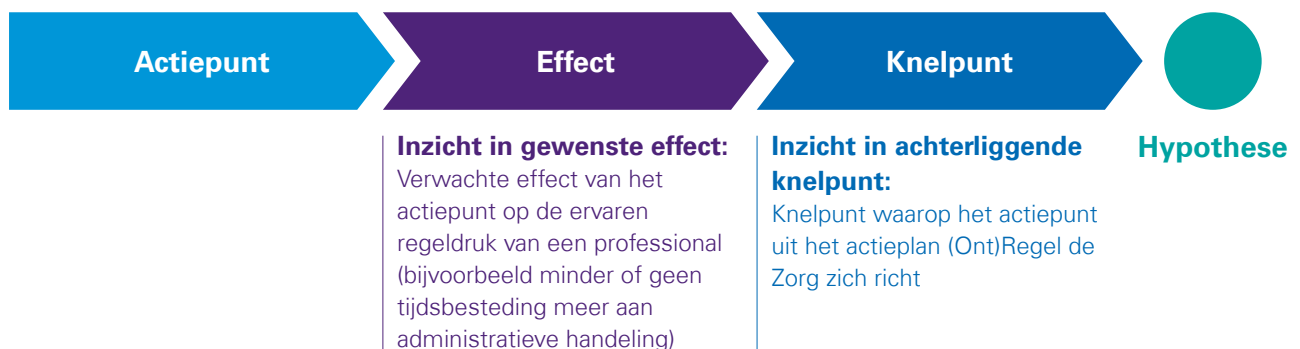 Actiepunt
Effect
Knelpunt
Inzicht in gewenste effect:
Verwachte effect van het
actiepunt op de ervaren
regeldruk van een professional
(bijvoorbeeld minder of geen
tijdsbesteding meer aan
administratieve handeling)
Inzicht in achterliggende
knelpunt:
Knelpunt waarop het actiepunt
uit het actieplan (Ont)Regel de
Zorg zich richt
Hypothese